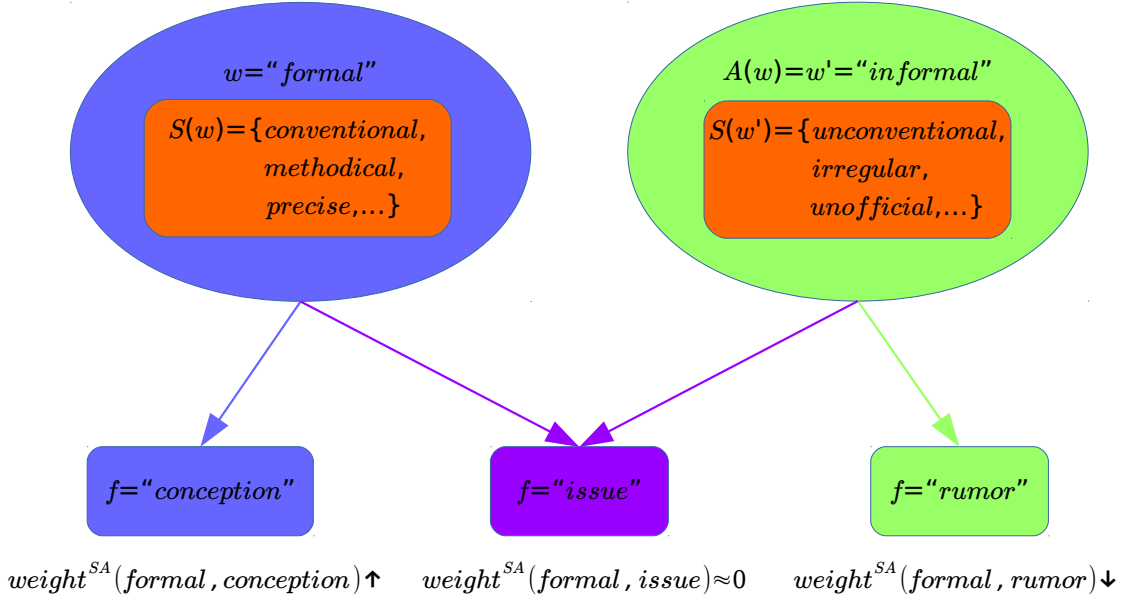 w=“formal”
S(w)={conventional,
methodical,
precise,...}
A(w)=w'=“informal”
S(w')={unconventional,
irregular,
unofficial,...}
f=“conception”
f=“issue”
f=“rumor”
weight^SA(formal, conception)↑
weight^SA(formal, issue)≈0
weight^SA(formal, rumor)↓